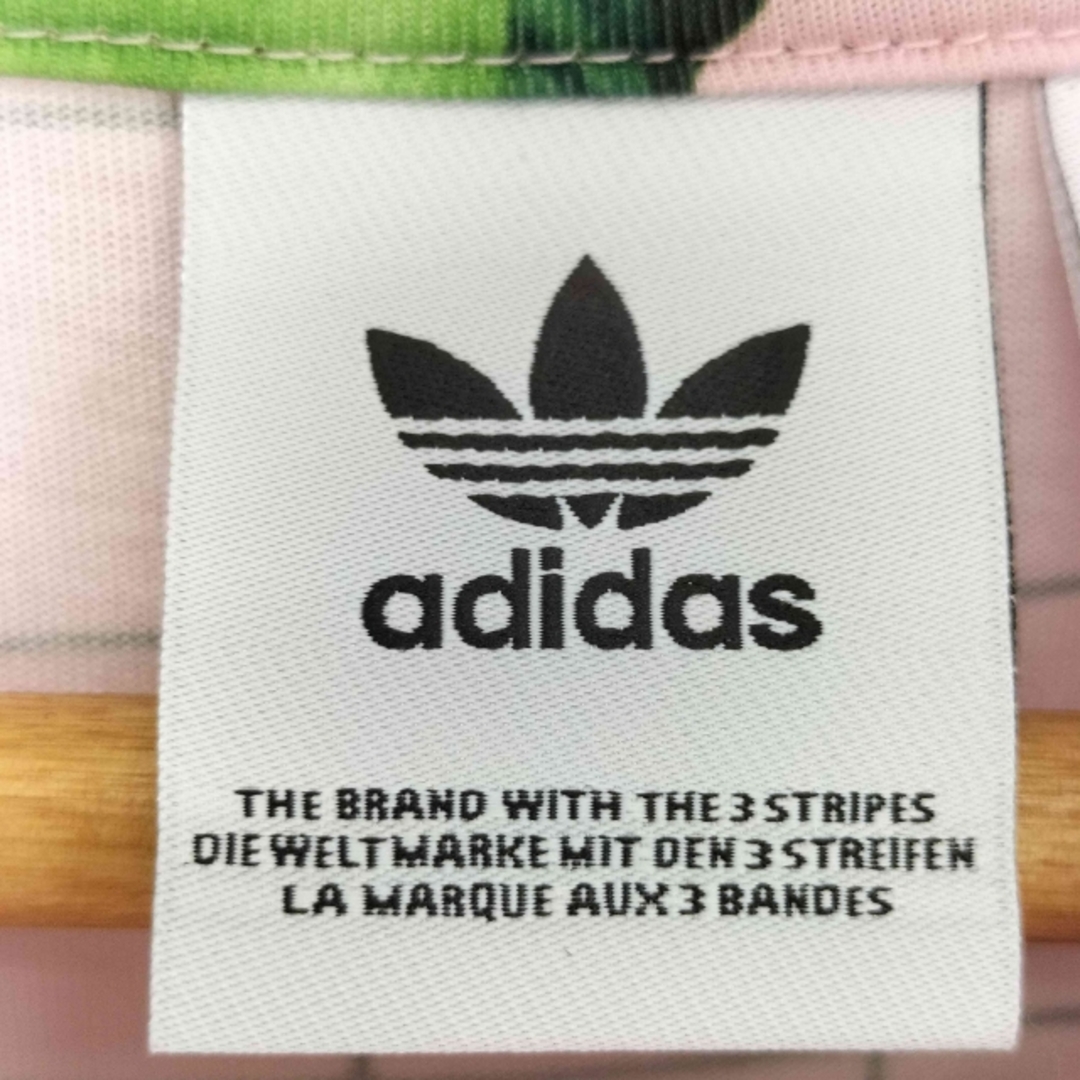 adidas
THE BRAND WITH THE 3 STRIPES
DIE WELTMARKE MIT DEN 3 STREIFEN
LA MARQUE AUX 3 BANDES